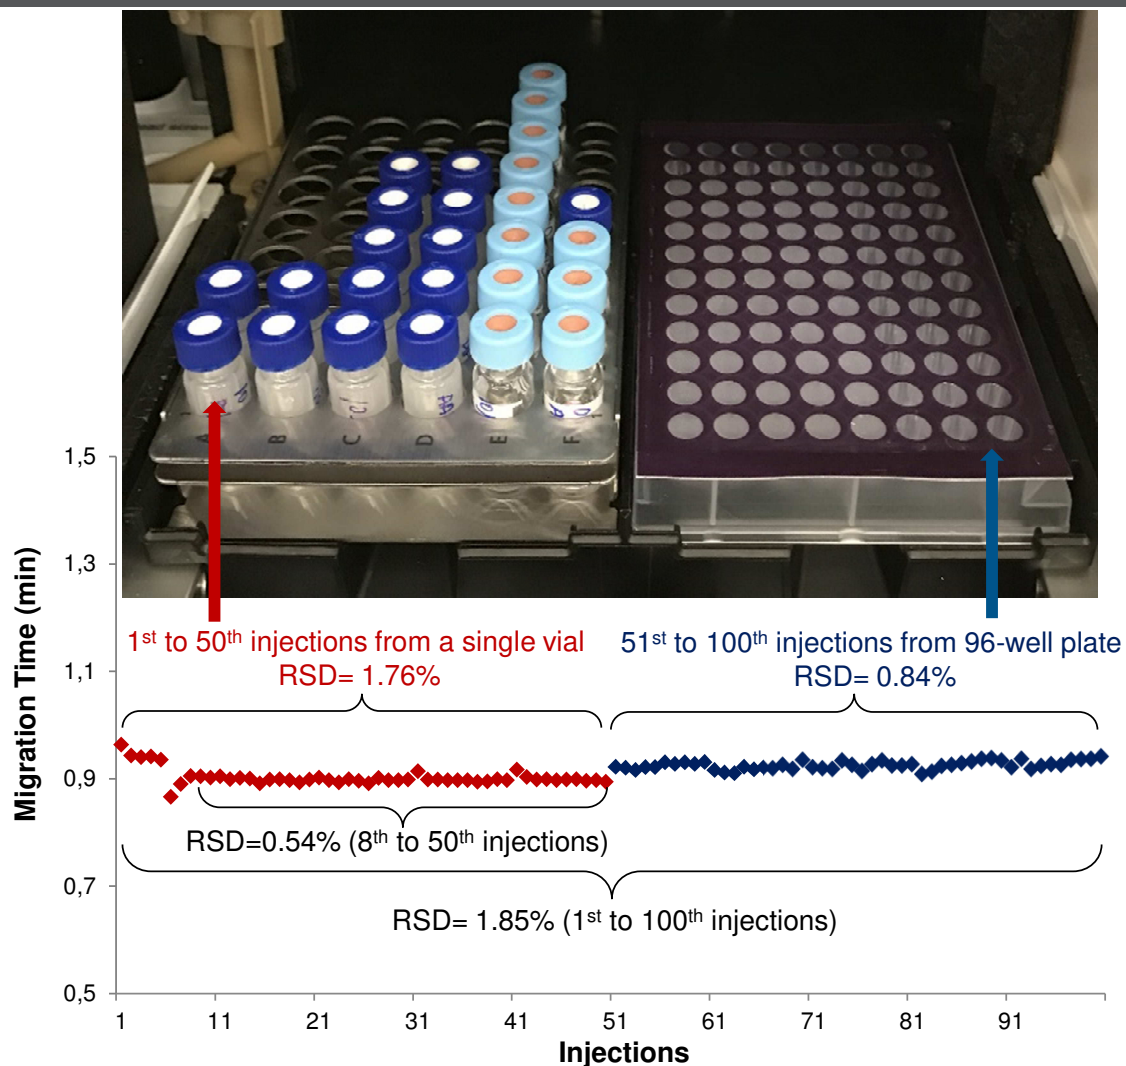 A B C D E F
1,5
1,3
1,1
0,9
0,7
0,5
Migration Time (min)
1st to 50th injections from a single vial
RSD= 1.76%
51st to 100th injections from 96-well plate
RSD= 0.84%
RSD=0.54% (8th to 50th injections)
RSD= 1.85% (1st to 100th injections)
1 11 21 31 41 51 61 71 81 91
Injections